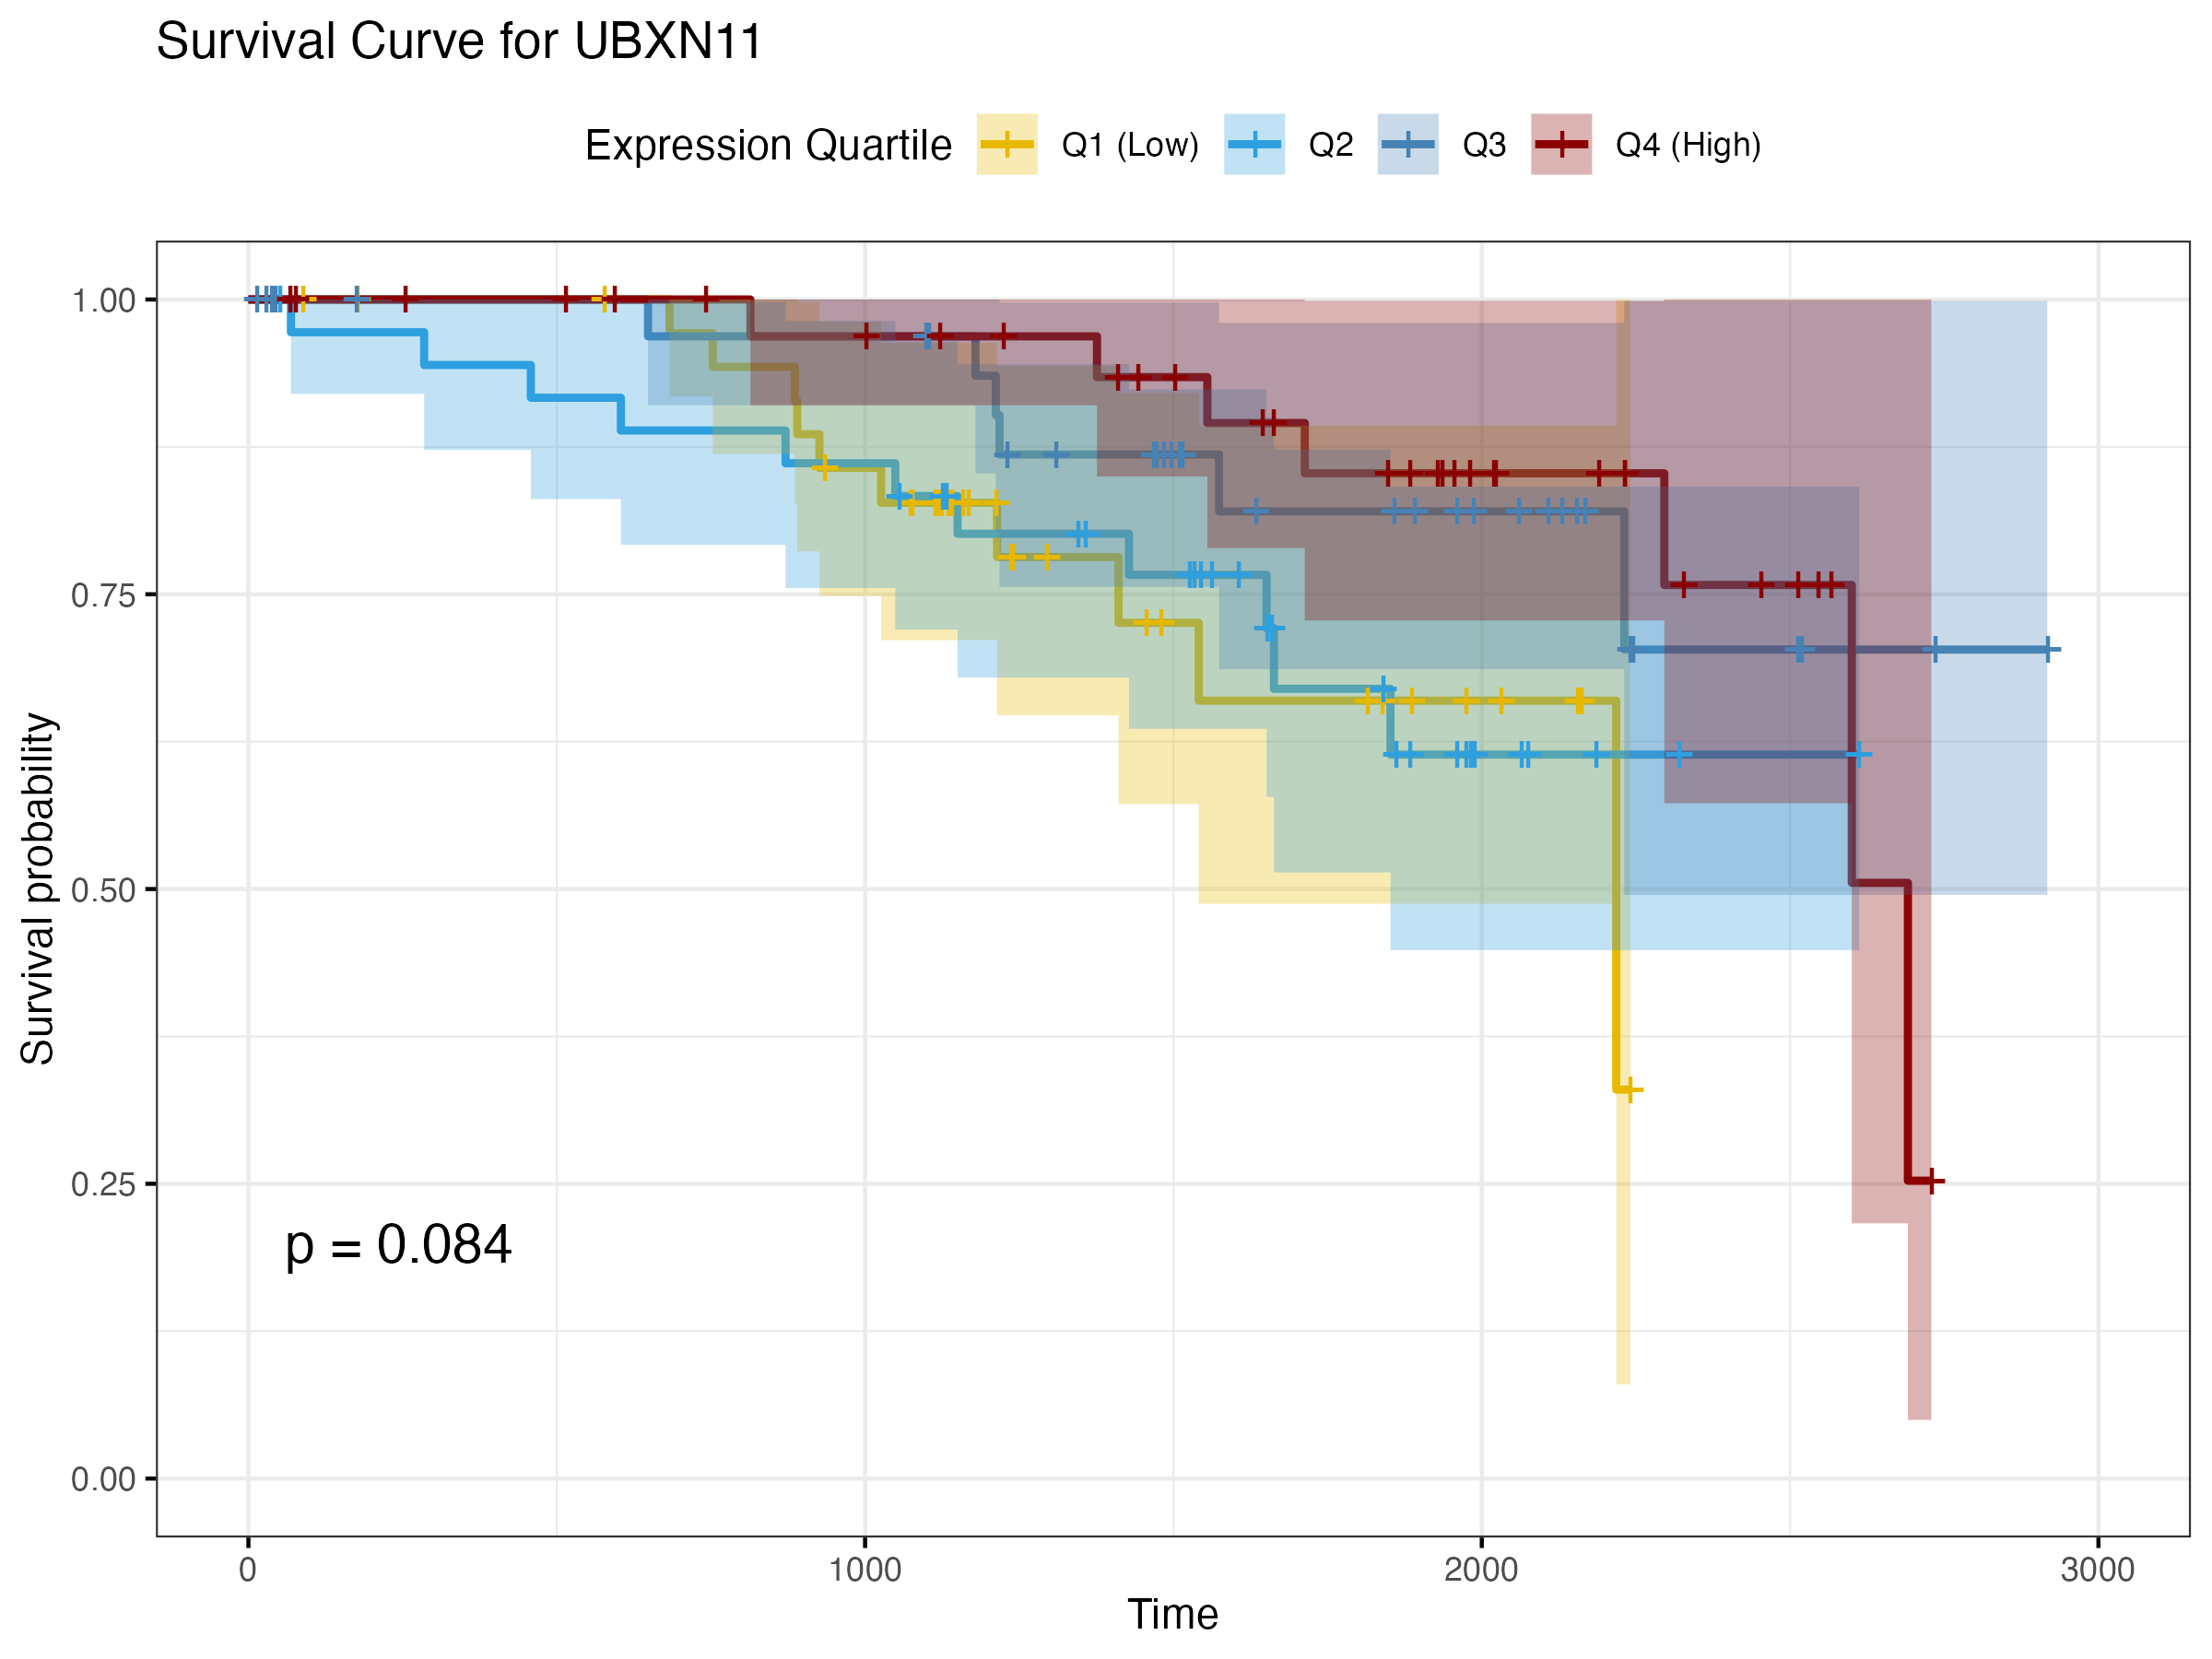 Survival Curve for UBXN11
Expression Quartile Q1 (Low) Q2 Q3 Q4 (High)
Survival probability
1.00
0.75
0.50
0.25
0.00
p = 0.084
0 1000 2000 3000
Time